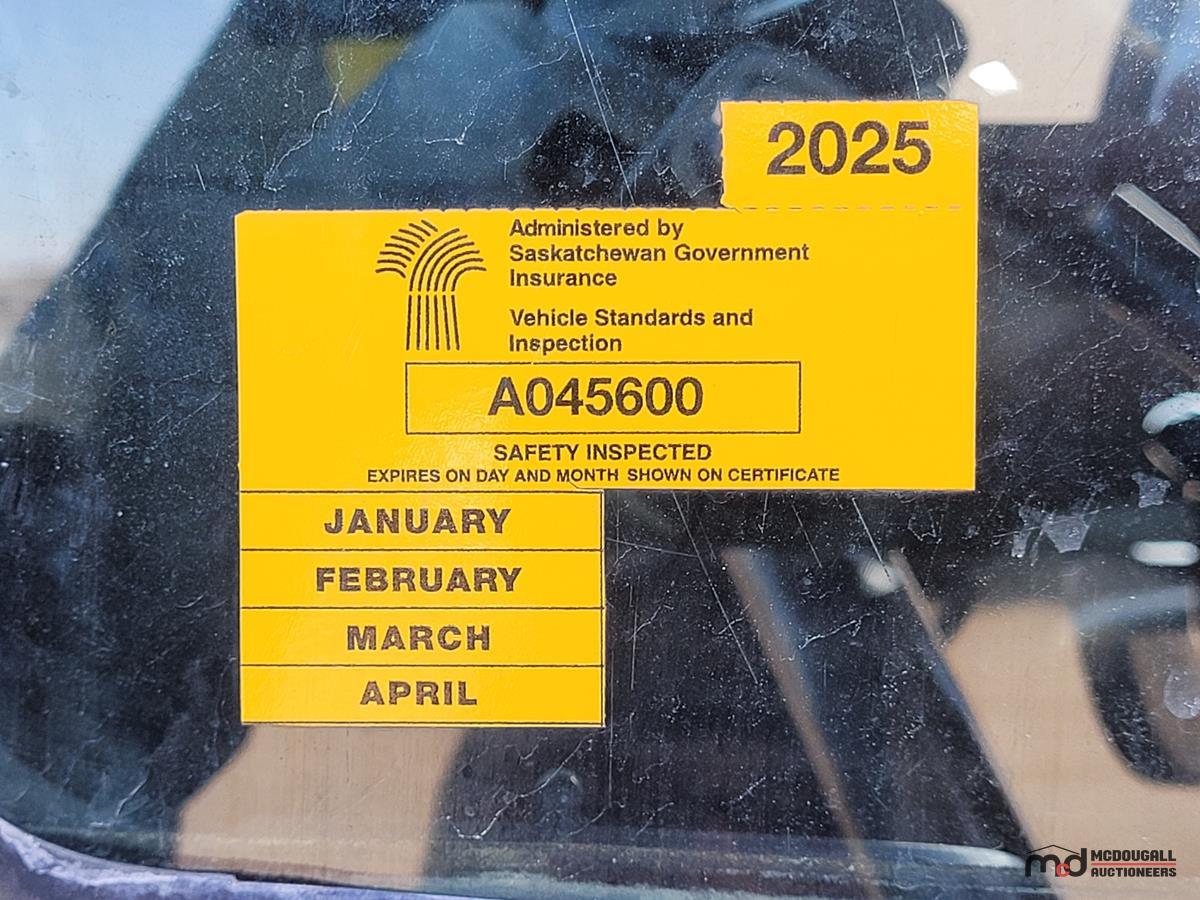 2025
Administered by
Saskatchewan Government
Insurance
Vehicle Standards and
Inspection
A045600
SAFETY INSPECTED
EXPIRES ON DAY AND MONTH SHOWN ON CERTIFICATE
JANUARY
FEBRUARY
MARCH
APRIL
mcd MCDOUGALL
AUCTIONEERS